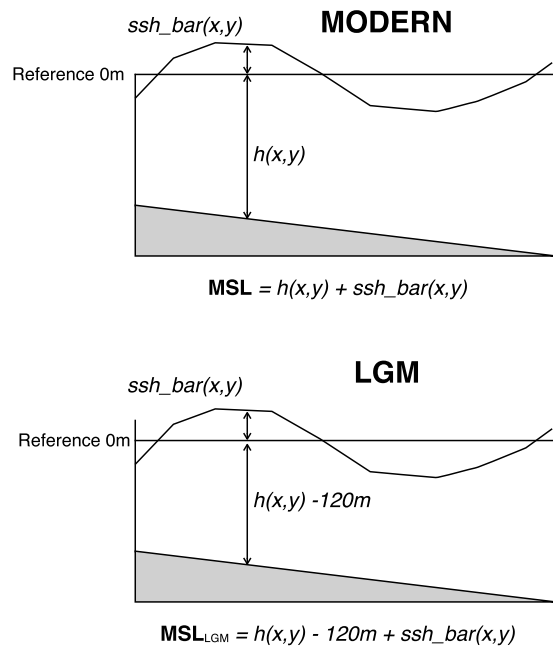 MODERN
ssh_bar(x,y)
Reference 0m
h(x,y)
MSL = h(x,y) + ssh_bar(x,y)
LGM
ssh_bar(x,y)
Reference 0m
h(x,y) -120m
MSLLGM = h(x,y) - 120m + ssh_bar(x,y)